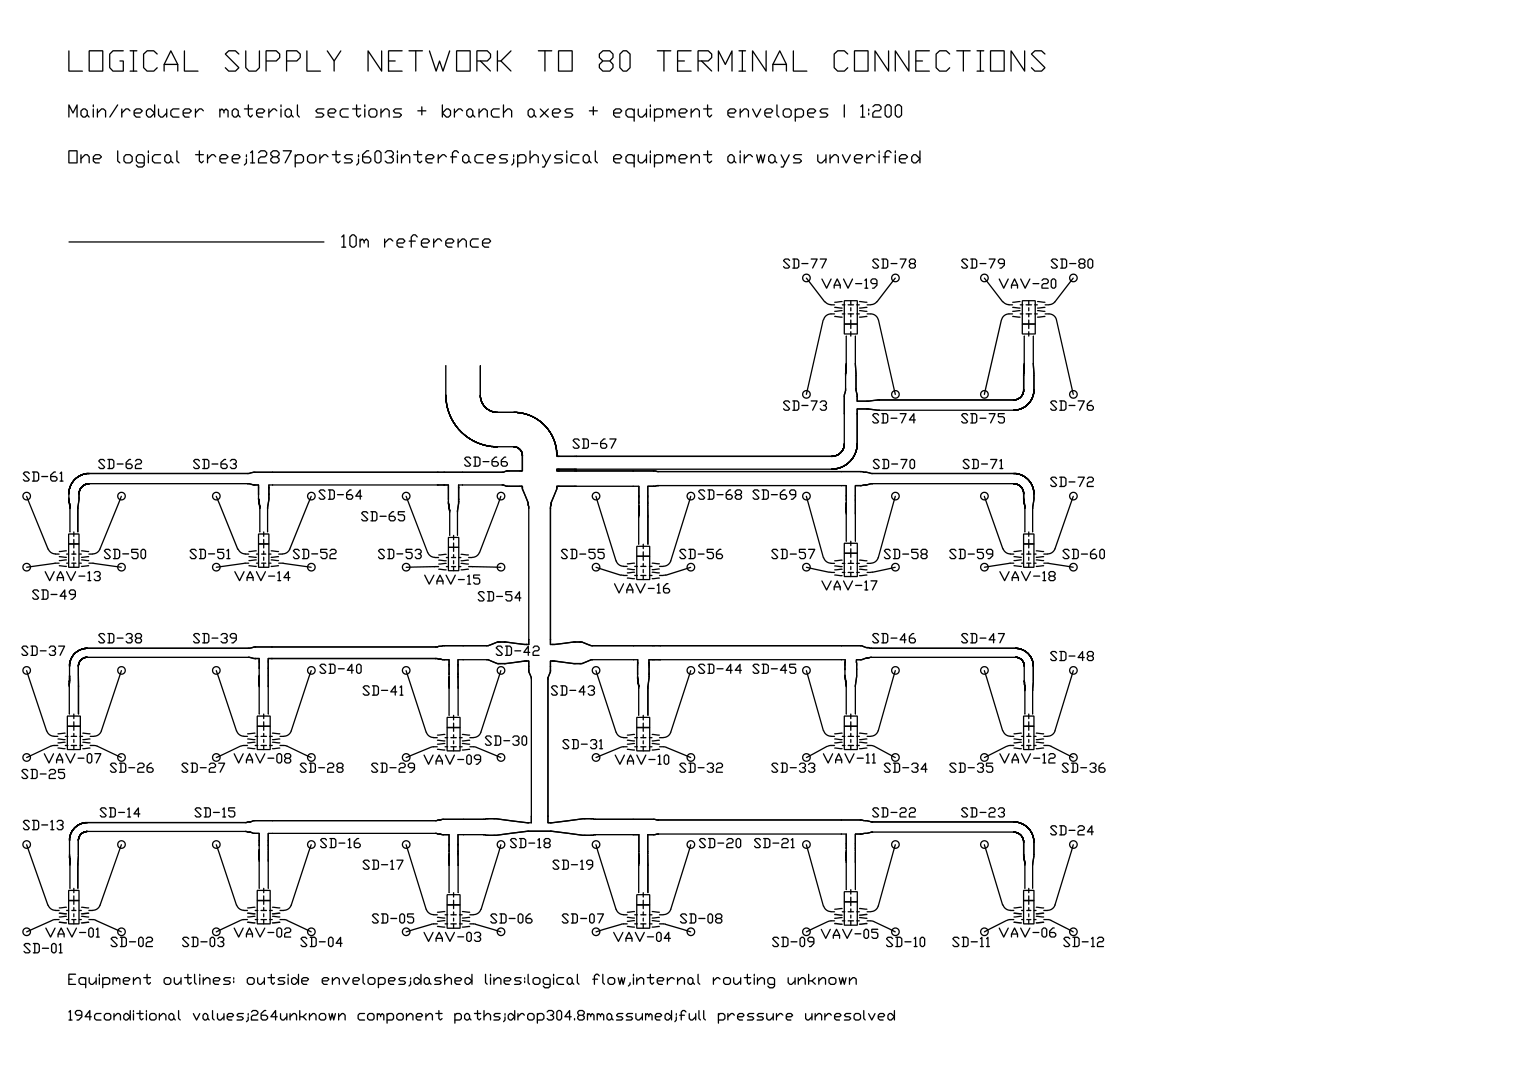 LOGICAL SUPPLY NETWORK TO 80 TERMINAL CONNECTIONS
Main/reducer material sections + branch axes + equipment envelopes | 1:200
One logical tree;1287ports;603interfaces;physical equipment airways unverified
10m reference
SD-77 SD-78 SD-79 SD-80
VAV-19 VAV-20
SD-73 SD-76
SD-74 SD-75
SD-67
SD-62 SD-63 SD-66 SD-70 SD-71
SD-61 SD-72
SD-64 SD-68 SD-69
SD-65
SD-50 SD-51 SD-52 SD-53 SD-55 SD-56 SD-57 SD-58 SD-59 SD-60
VAV-13 VAV-14 VAV-15 VAV-16 VAV-17 VAV-18
SD-49 SD-54
SD-38 SD-39 SD-46 SD-47
SD-37 SD-42 SD-48
SD-40 SD-44 SD-45
SD-41 SD-43
SD-30 SD-31
VAV-07 VAV-08 VAV-09 VAV-10 VAV-11 VAV-12
SD-25 SD-26 SD-27 SD-28 SD-29 SD-32 SD-33 SD-34 SD-35 SD-36
SD-14 SD-15 SD-22 SD-23
SD-13 SD-24
SD-16 SD-18 SD-20 SD-21
SD-17 SD-19
SD-05 SD-06 SD-07 SD-08
VAV-01 VAV-02 VAV-03 VAV-04 VAV-05 VAV-06
SD-01 SD-02 SD-03 SD-04 SD-09 SD-10 SD-11 SD-12
Equipment outlines: outside envelopes;dashed lines:logical flow,internal routing unknown
194conditional values;264unknown component paths;drop304.8mmassumed;full pressure unresolved